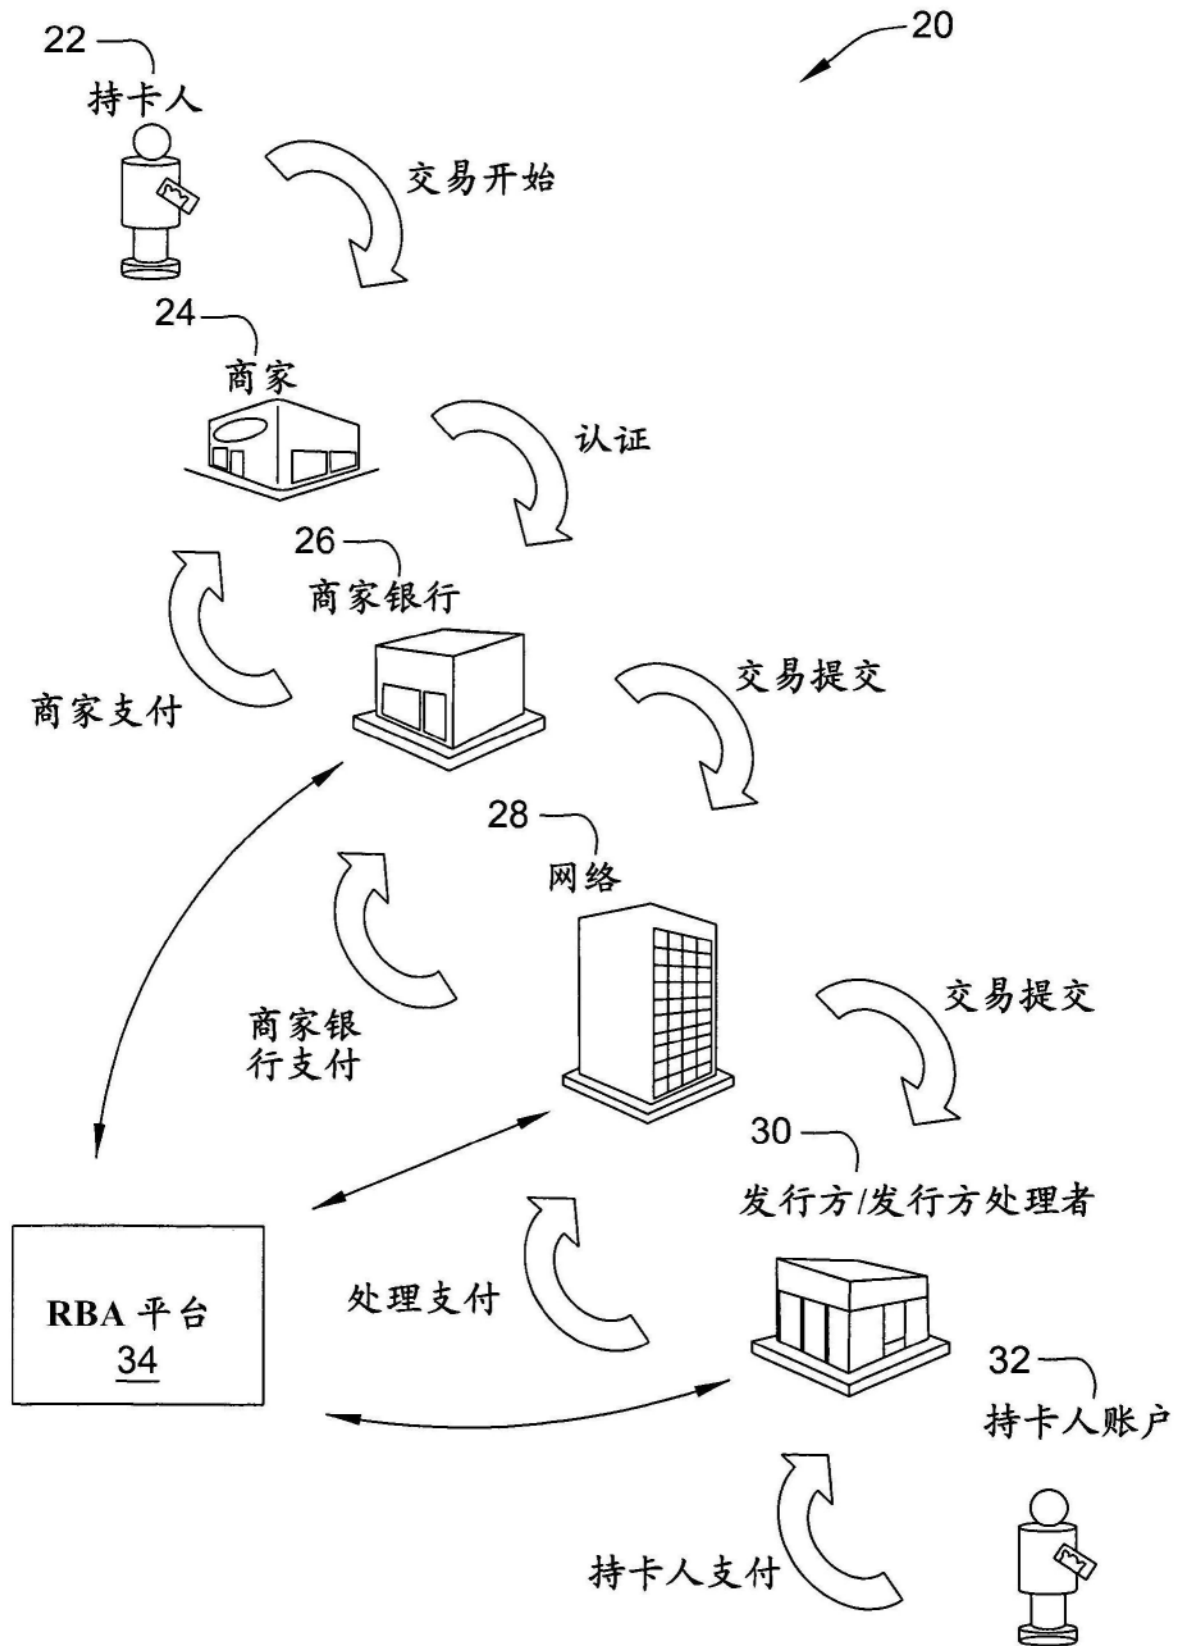 20
22
持卡人
交易开始
24
商家
认证
26
商家银行
交易提交
商家支付
28
网络
交易提交
商家银
行支付
30
发行方/发行方处理者
处理支付
RBA 平台
34
32
持卡人账户
持卡人支付